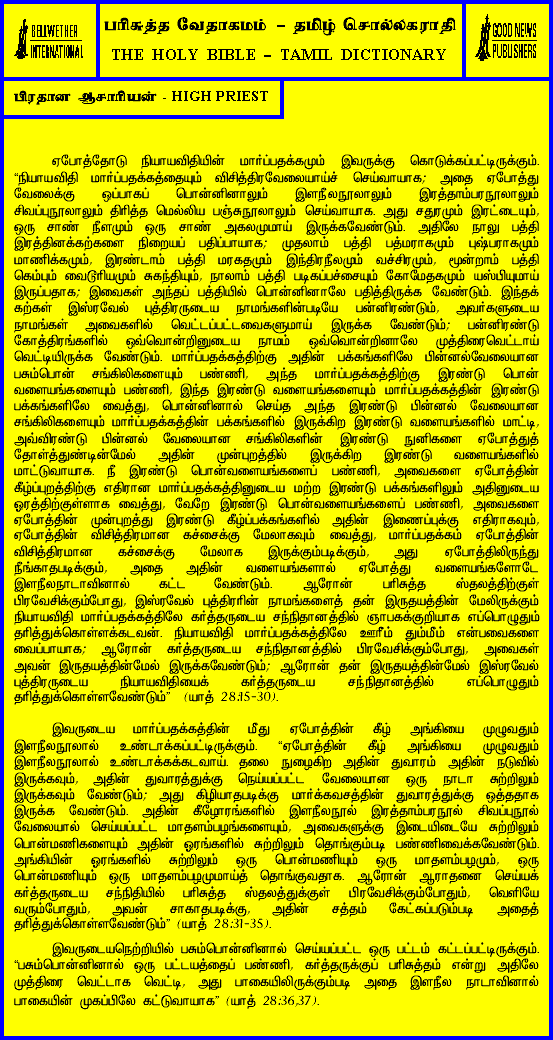 BELLWETHER
INTERNATIONAL
பரிசுத்த வேதாகமம் – தமிழ் சொல்லகராதி
THE HOLY BIBLE – TAMIL DICTIONARY
GOOD NEWS
PUBLISHERS
பிரதான ஆசாரியன் - HIGH PRIEST
ஏபோத்தோடு நியாயவிதியின் மார்ப்பதக்கமும் இவருக்கு கொடுக்கப்பட்டிருக்கும்.
“நியாயவிதி மார்ப்பதக்கத்தையும் விசித்திரவேலையாய்ச் செய்வாயாக; அதை ஏபோத்து
வேலைக்கு ஒப்பாகப் பொன்னினாலும் இளநீலநூலாலும் இரத்தாம்பரநூலாலும்
சிவப்புநூலாலும் திரித்த மெல்லிய பஞ்சுநூலாலும் செய்வாயாக. அது சதுரமும் இரட்டையும்,
ஒரு சாண் நீளமும் ஒரு சாண் அகலமுமாய் இருக்கவேண்டும். அதிலே நாலு பத்தி
இரத்தினக்கற்களை நிறையப் பதிப்பாயாக; முதலாம் பத்தி பத்மராகமும் புஷ்பராகமும்
மாணிக்கமும், இரண்டாம் பத்தி மரகதமும் இந்திரநீலமும் வச்சிரமும், மூன்றாம் பத்தி
கெம்பும் வைடூரியமும் சுகந்தியும், நாலாம் பத்தி படிகப்பச்சையும் கோமேதகமும் யஸ்பியுமாய்
இருப்பதாக; இவைகள் அந்தப் பத்தியில் பொன்னினாலே பதித்திருக்க வேண்டும். இந்தக்
கற்கள் இஸ்ரவேல் புத்திரருடைய நாமங்களின்படியே பன்னிரண்டும், அவர்களுடைய
நாமங்கள் அவைகளில் வெட்டப்பட்டவைகளுமாய் இருக்க வேண்டும்; பன்னிரண்டு
கோத்திரங்களில் ஒவ்வொன்றினுடைய நாமம் ஒவ்வொன்றினாலே முத்திரைவெட்டாய்
வெட்டியிருக்க வேண்டும். மார்ப்பதக்கத்திற்கு அதின் பக்கங்களிலே பின்னல்வேலையான
பசும்பொன் சங்கிலிகளையும் பண்ணி, அந்த மார்ப்பதக்கத்திற்கு இரண்டு பொன்
வளையங்களையும் பண்ணி, இந்த இரண்டு வளையங்களையும் மார்ப்பதக்கத்தின் இரண்டு
பக்கங்களிலே வைத்து, பொன்னினால் செய்த அந்த இரண்டு பின்னல் வேலையான
சங்கிலிகளையும் மார்ப்பதக்கத்தின் பக்கங்களில் இருக்கிற இரண்டு வளையங்களில் மாட்டி,
அவ்விரண்டு பின்னல் வேலையான சங்கிலிகளின் இரண்டு நுனிகளை ஏபோத்துத்
தோள்த்துண்டின்மேல் அதின் முன்புறத்தில் இருக்கிற இரண்டு வளையங்களில்
மாட்டுவாயாக. நீ இரண்டு பொன்வளையங்களைப் பண்ணி, அவைகளை ஏபோத்தின்
கீழ்ப்புறத்திற்கு எதிரான மார்ப்பதக்கத்தினுடைய மற்ற இரண்டு பக்கங்களிலும் அதினுடைய
ஓரத்திற்குள்ளாக வைத்து, வேறே இரண்டு பொன்வளையங்களைப் பண்ணி, அவைகளை
ஏபோத்தின் முன்புறத்து இரண்டு கீழ்ப்பக்கங்களில் அதின் இணைப்புக்கு எதிராகவும்,
ஏபோத்தின் விசித்திரமான கச்சைக்கு மேலாகவும் வைத்து, மார்ப்பதக்கம் ஏபோத்தின்
விசித்திரமான கச்சைக்கு மேலாக இருக்கும்படிக்கும், அது ஏபோத்திலிருந்து
நீங்காதபடிக்கும், அதை அதின் வளையங்களால் ஏபோத்து வளையங்களோடே
இளநீலநாடாவினால் கட்ட வேண்டும். ஆரோன் பரிசுத்த ஸ்தலத்திற்குள்
பிரவேசிக்கும்போது, இஸ்ரவேல் புத்திரரின் நாமங்களைத் தன் இருதயத்தின் மேலிருக்கும்
நியாயவிதி மார்ப்பதக்கத்திலே கர்த்தருடைய சந்நிதானத்தில் ஞாபகக்குறியாக எப்பொழுதும்
தரித்துக்கொள்ளக்கடவன். நியாயவிதி மார்ப்பதக்கத்திலே ஊரீம் தும்மீம் என்பவைகளை
வைப்பாயாக; ஆரோன் கர்த்தருடைய சந்நிதானத்தில் பிரவேசிக்கும்போது, அவைகள்
அவன் இருதயத்தின்மேல் இருக்கவேண்டும்; ஆரோன் தன் இருதயத்தின்மேல் இஸ்ரவேல்
புத்திரருடைய நியாயவிதியைக் கர்த்தருடைய சந்நிதானத்தில் எப்பொழுதும்
தரித்துக்கொள்ளவேண்டும்” (யாத் 28:15-30).
இவருடைய மார்ப்பதக்கத்தின் மீது ஏபோத்தின் கீழ் அங்கியை முழுவதும்
இளநீலநூலால் உண்டாக்கப்பட்டிருக்கும். “ஏபோத்தின் கீழ் அங்கியை முழுவதும்
இளநீலநூலால் உண்டாக்கக்கடவாய். தலை நுழைகிற அதின் துவாரம் அதின் நடுவில்
இருக்கவும், அதின் துவாரத்துக்கு நெய்யப்பட்ட வேலையான ஒரு நாடா சுற்றிலும்
இருக்கவும் வேண்டும்; அது கிழியாதபடிக்கு மார்க்கவசத்தின் துவாரத்துக்கு ஒத்ததாக
இருக்க வேண்டும். அதின் கீழோரங்களில் இளநீலநூல் இரத்தாம்பரநூல் சிவப்புநூல்
வேலையால் செய்யப்பட்ட மாதளம்பழங்களையும், அவைகளுக்கு இடையிடையே சுற்றிலும்
பொன்மணிகளையும் அதின் ஓரங்களில் சுற்றிலும் தொங்கும்படி பண்ணிவைக்கவேண்டும்.
அங்கியின் ஓரங்களில் சுற்றிலும் ஒரு பொன்மணியும் ஒரு மாதளம்பழமும், ஒரு
பொன்மணியும் ஒரு மாதளம்பழமுமாய்த் தொங்குவதாக. ஆரோன் ஆராதனை செய்யக்
கர்த்தருடைய சந்நிதியில் பரிசுத்த ஸ்தலத்துக்குள் பிரவேசிக்கும்போதும், வெளியே
வரும்போதும், அவன் சாகாதபடிக்கு, அதின் சத்தம் கேட்கப்படும்படி அதைத்
தரித்துக்கொள்ளவேண்டும்” (யாத் 28:31-35).
இவருடையநெற்றியில் பசும்பொன்னினால் செய்யப்பட்ட ஒரு பட்டம் கட்டப்பட்டிருக்கும்.
“பசும்பொன்னினால் ஒரு பட்டயத்தைப் பண்ணி, கர்த்தருக்குப் பரிசுத்தம் என்று அதிலே
முத்திரை வெட்டாக வெட்டி, அது பாகையிலிருக்கும்படி அதை இளநீல நாடாவினால்
பாகையின் முகப்பிலே கட்டுவாயாக” (யாத் 28:36,37).